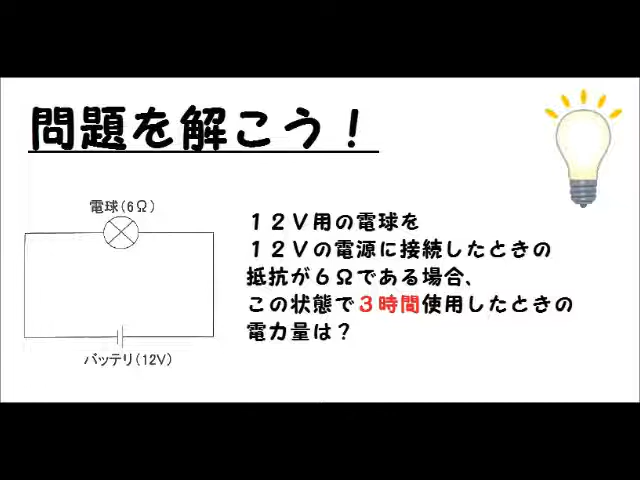 問題を解こう！
電球(6Ω)
１２Ｖ用の電球を
１２Ｖの電源に接続したときの
抵抗が６Ωである場合、
この状態で３時間使用したときの
電力量は？
バッテリ(12V)